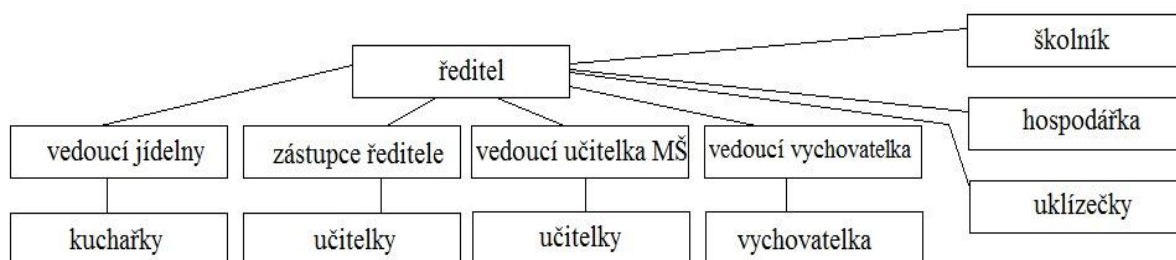 školník
ředitel
hospodářka
vedoucí jídelny
zástupce ředitele
vedoucí učitelka MŠ
vedoucí vychovatelka
uklízečky
kuchařky
učitelky
učitelky
vychovatelka